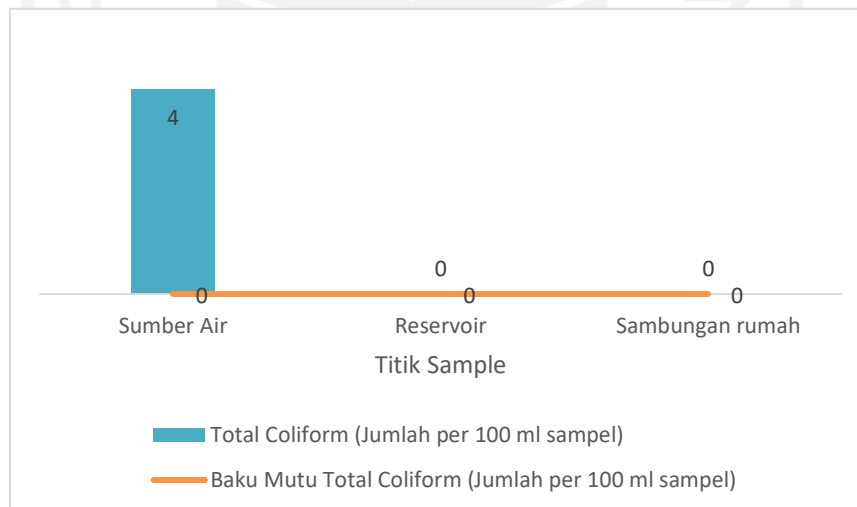 4
0
0
0
0
0
Sumber Air
Reservoir
Sambungan rumah
Titik Sample
Total Coliform (Jumlah per 100 ml sampel)
Baku Mutu Total Coliform (Jumlah per 100 ml sampel)